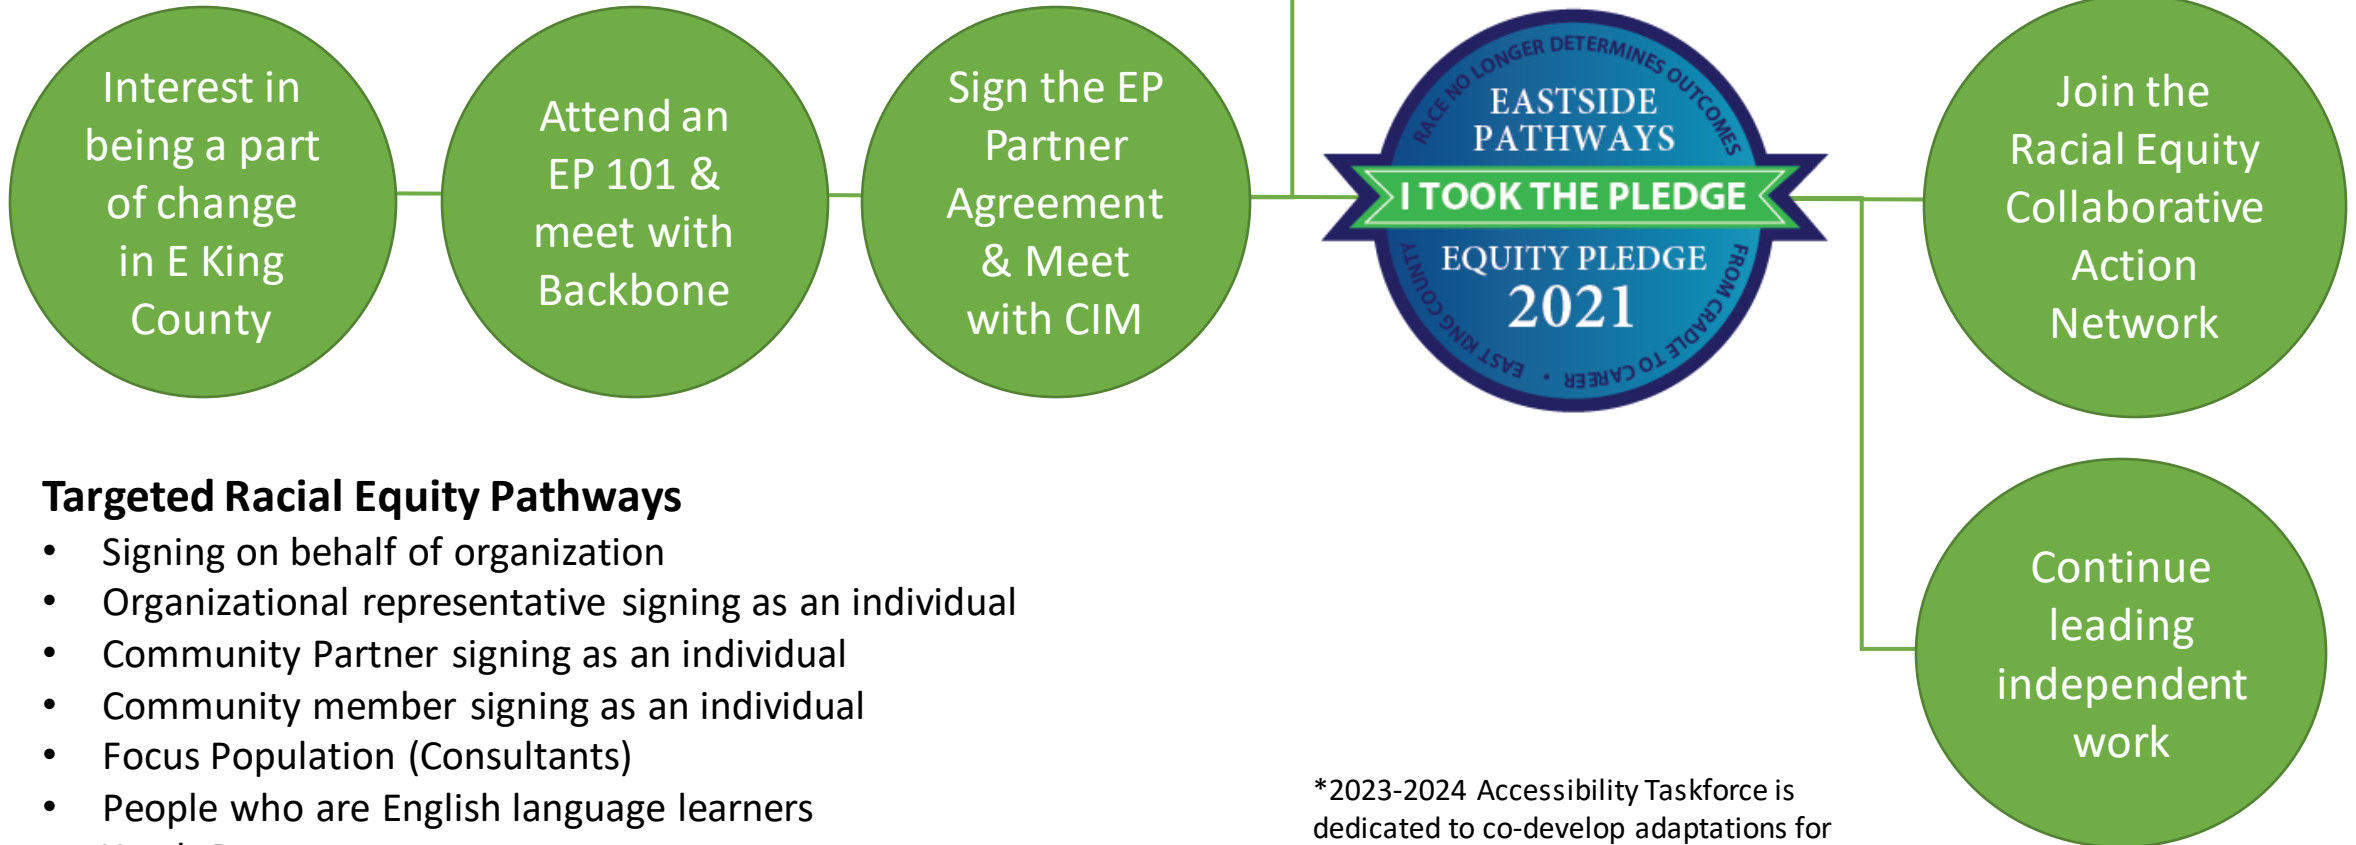 Interest in
being a part
of change
in E King
County
Attend an
EP 101 &
meet with
Backbone
Sign the EP
Partner
Agreement
& Meet
with CIM
RACE NO LONGER DETERMINES OUTCOMES
EASTSIDE
PATHWAYS
I TOOK THE PLEDGE
EQUITY PLEDGE
2021
EAST KING COUNTY • FROM CRADLE TO CAREER
Join the
Racial Equity
Collaborative
Action
Network
Continue
leading
independent
work
Targeted Racial Equity Pathways
• Signing on behalf of organization
• Organizational representative signing as an individual
• Community Partner signing as an individual
• Community member signing as an individual
• Focus Population (Consultants)
• People who are English language learners
*2023-2024 Accessibility Taskforce is
dedicated to co-develop adaptations for